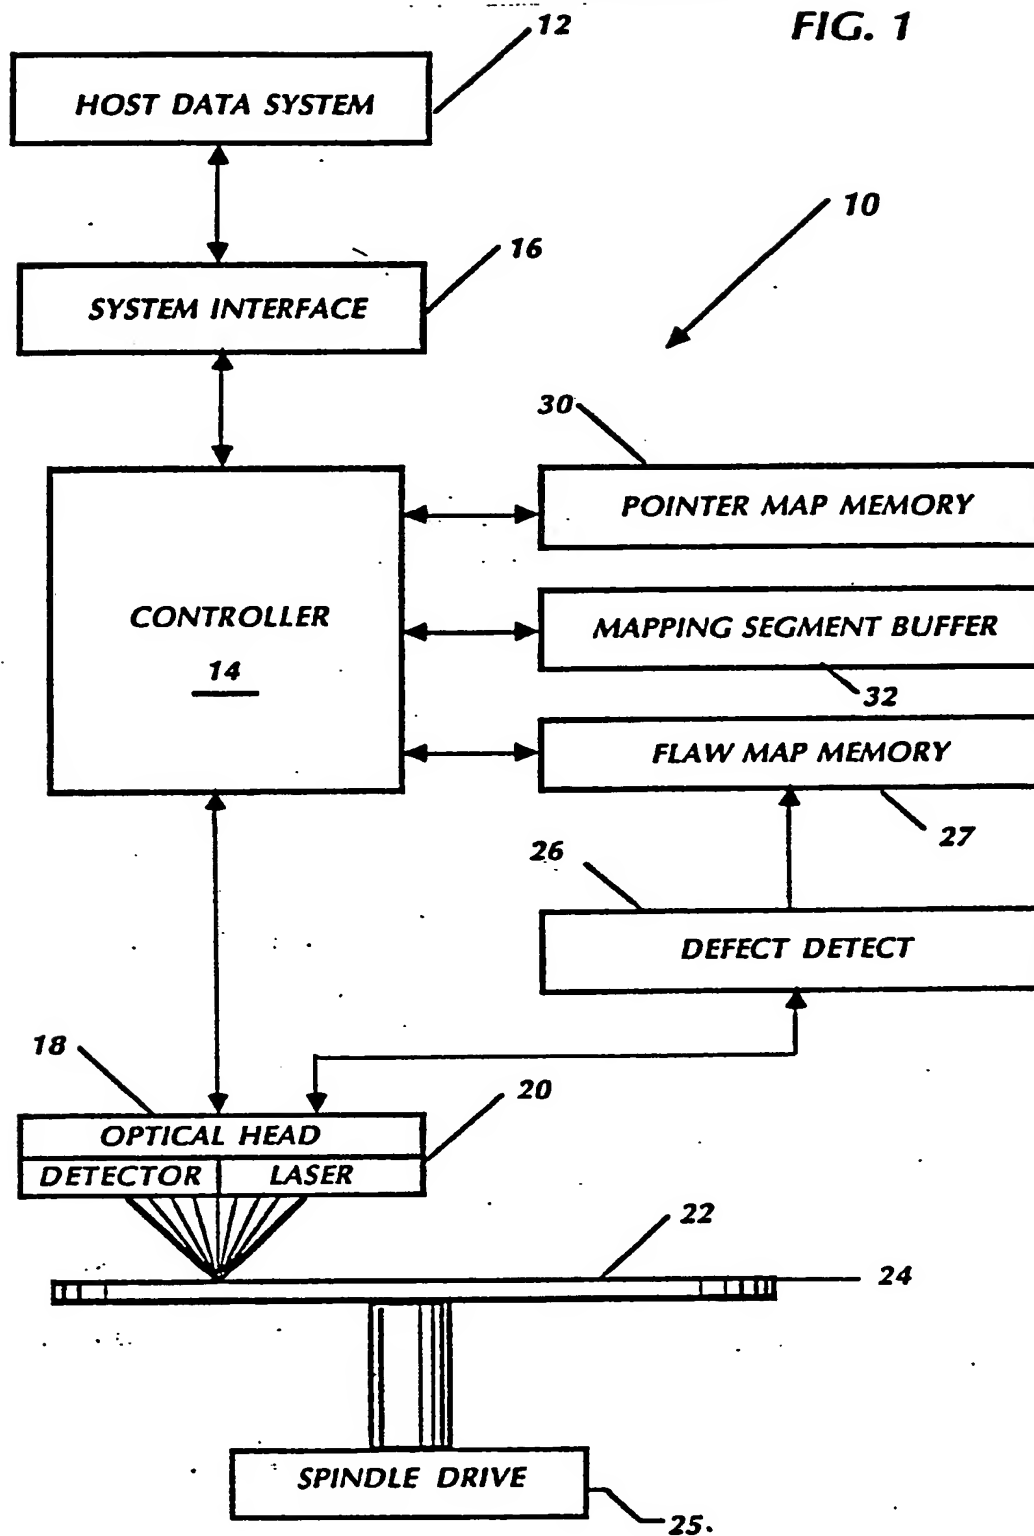 FIG. 1
12
HOST DATA SYSTEM
10
16
SYSTEM INTERFACE
30
POINTER MAP MEMORY
CONTROLLER
14
MAPPING SEGMENT BUFFER
32
FLAW MAP MEMORY
27
26
DEFECT DETECT
18
20
OPTICAL HEAD
DETECTOR LASER
22
24
SPINDLE DRIVE
25.